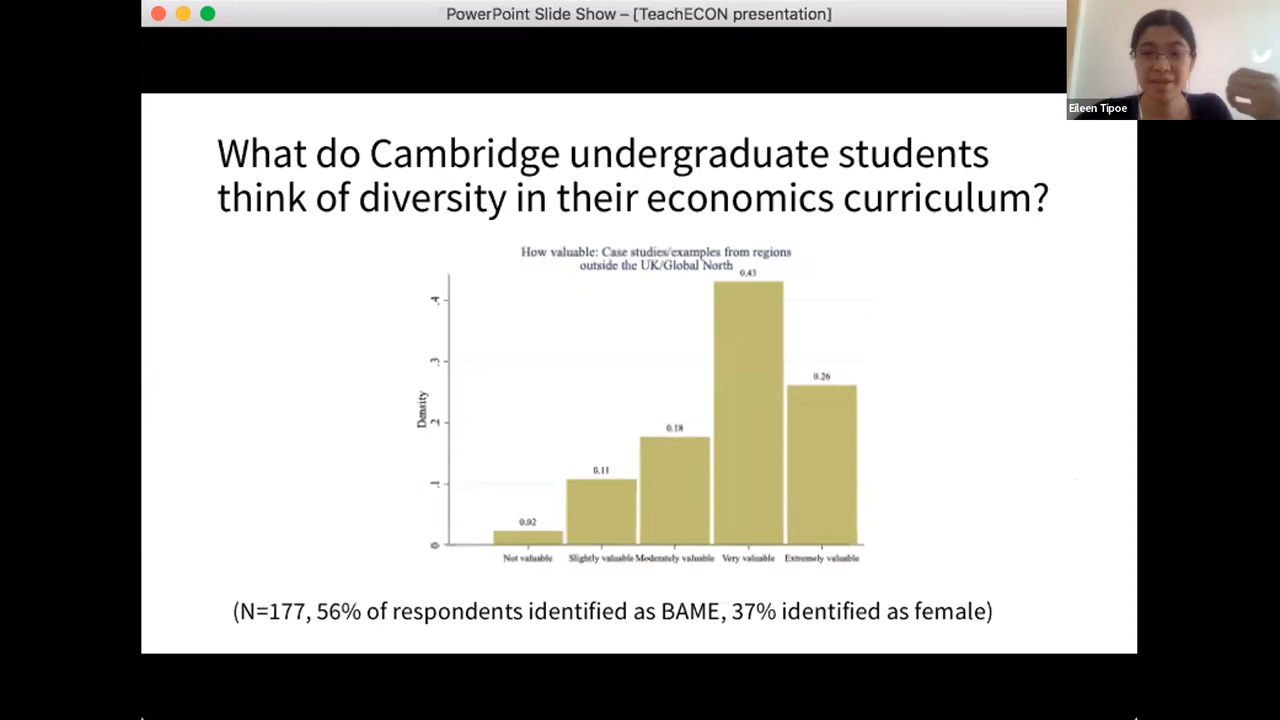 PowerPoint Slide Show – [TeachECON presentation]
Eileen Tipoe
What do Cambridge undergraduate students
think of diversity in their economics curriculum?
How valuable: Case studies/examples from regions
outside the UK/Global North
0.43
.4
.3
0.26
Density
.2
0.18
0.11
.1
0.02
0
Not valuable Slightly valuable Moderately valuable Very valuable Extremely valuable
(N=177, 56% of respondents identified as BAME, 37% identified as female)